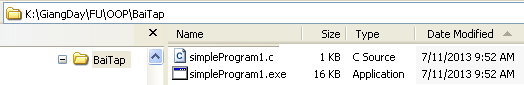 K:\GiangDay\FU\OOP\BaiTap
Name Size Type Date Modified
BaiTap
simpleProgram1.c 1 KB C Source 7/11/2013 9:52 AM
simpleProgram1.exe 16 KB Application 7/11/2013 9:52 AM